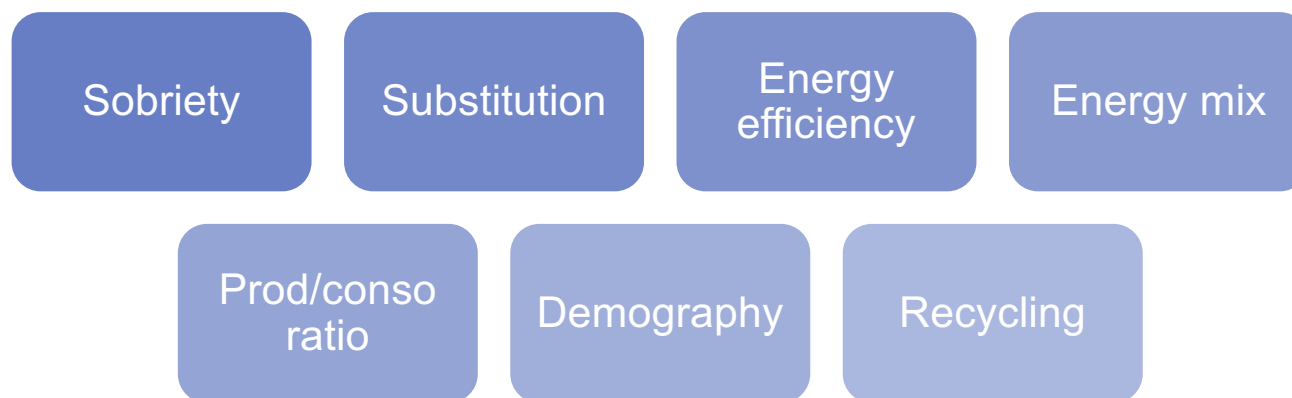 Sobriety
Substitution
Energy
efficiency
Energy mix
Prod/conso
ratio
Demography
Recycling